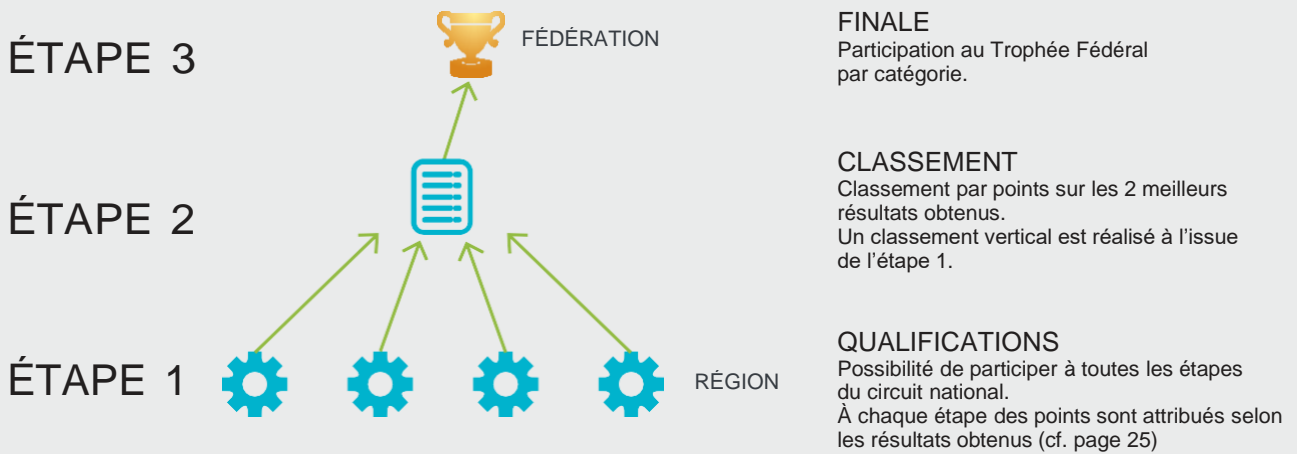 ÉTAPE 3
FÉDÉRATION
FINALE
Participation au Trophée Fédéral
par catégorie.
ÉTAPE 2
CLASSEMENT
Classement par points sur les 2 meilleurs
résultats obtenus.
Un classement vertical est réalisé à l’issue
de l’étape 1.
ÉTAPE 1
RÉGION
QUALIFICATIONS
Possibilité de participer à toutes les étapes
du circuit national.
À chaque étape des points sont attribués selon
les résultats obtenus (cf. page 25)